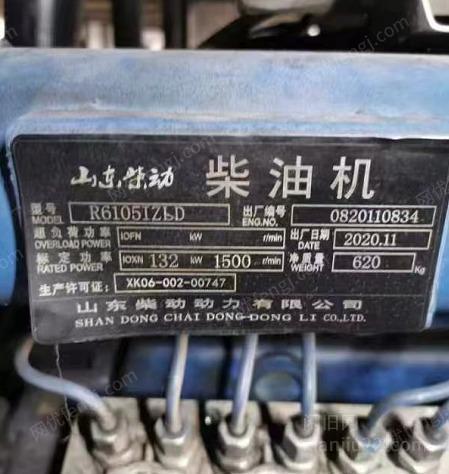 山东柴动 柴油机
型号 MODEL R6105IZLD 出厂编号 ENG.NO. 0820110834
超负荷功率 OVERLOAD POWER IOFN kW r/min 出厂日期 DATE 2020.11
标定功率 RATED POWER IOXN 132 kW 1500 r/min 净质量 WEIGHT 620 Kg
生产许可证: XK06-002-00747
山东柴动动力有限公司
SHAN DONG CHAI DONG DONG LI CO.,LTD.